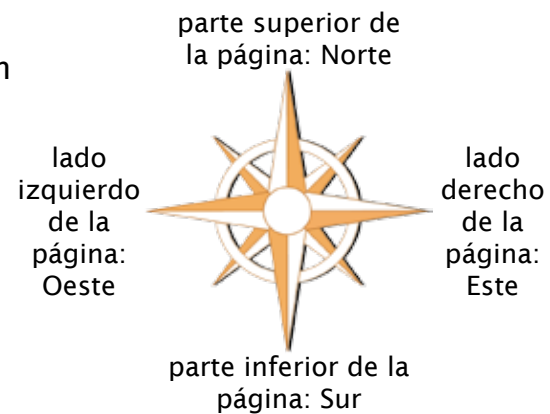 parte superior de
la página: Norte
n
lado
izquierdo
de la
página:
Oeste
lado
derecho
de la
página:
Este
parte inferior de la
página: Sur